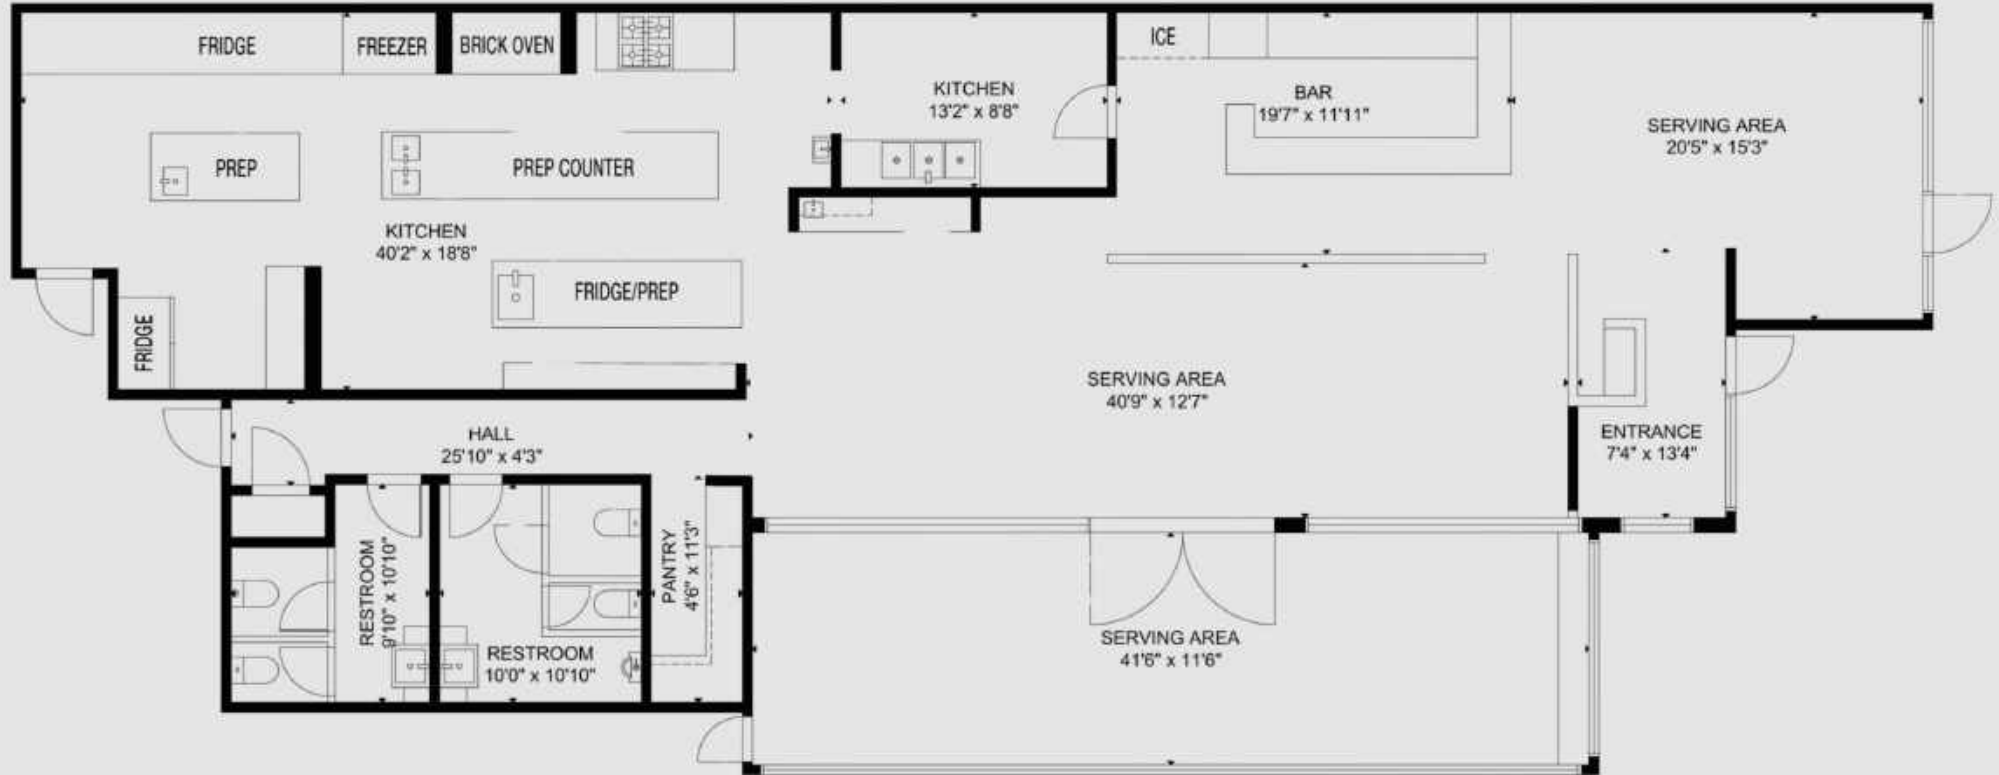 FRIDGE
FREEZER
BRICK OVEN
ICE
KITCHEN
13'2" x 8'8"
BAR
19'7" x 11'11"
SERVING AREA
20'5" x 15'3"
PREP
PREP COUNTER
KITCHEN
40'2" x 18'8"
FRIDGE/PREP
FRIDGE
SERVING AREA
40'9" x 12'7"
HALL
25'10" x 4'3"
ENTRANCE
7'4" x 13'4"
RESTROOM
9'10" x 10'10"
RESTROOM
10'0" x 10'10"
PANTRY
4'6" x 11'3"
SERVING AREA
41'6" x 11'6"